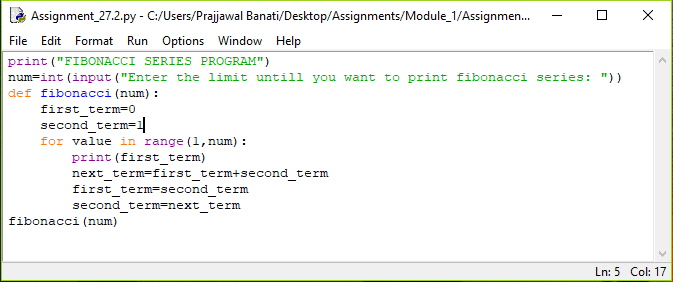 Assignment_27.2.py - C:/Users/Prajjawal Banati/Desktop/Assignments/Module_1/Assignmen...
File Edit Format Run Options Window Help
print("FIBONACCI SERIES PROGRAM")
num=int(input("Enter the limit untill you want to print fibonacci series: "))
def fibonacci(num):
    first_term=0
    second_term=1
    for value in range(1,num):
        print(first_term)
        next_term=first_term+second_term
        first_term=second_term
        second_term=next_term
fibonacci(num)
Ln: 5 Col: 17